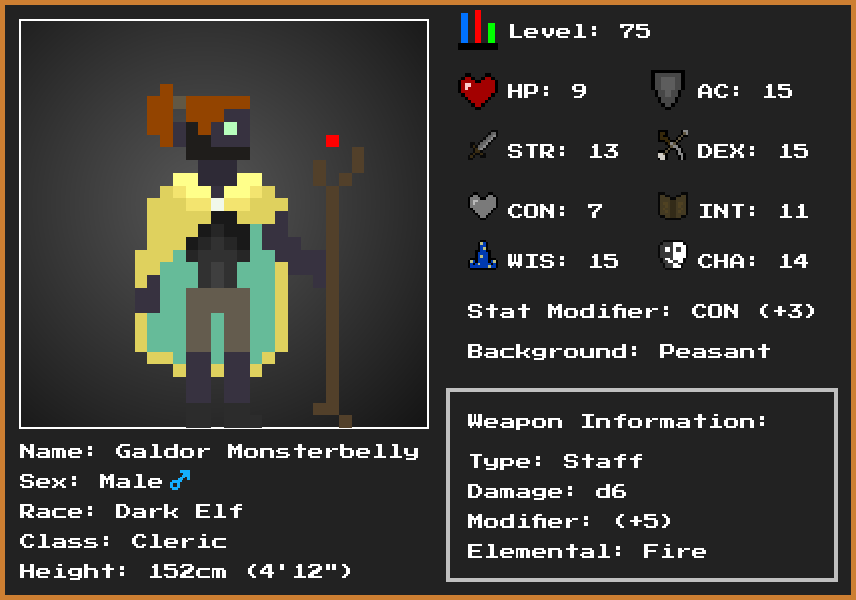 Level: 75
HP: 9 AC: 15
STR: 13 DEX: 15
CON: 7 INT: 11
WIS: 15 CHA: 14
Stat Modifier: CON (+3)
Background: Peasant
Weapon Information:
Type: Staff
Damage: d6
Modifier: (+5)
Elemental: Fire
Name: Galdor Monsterbelly
Sex: Male♂
Race: Dark Elf
Class: Cleric
Height: 152cm (4'12")